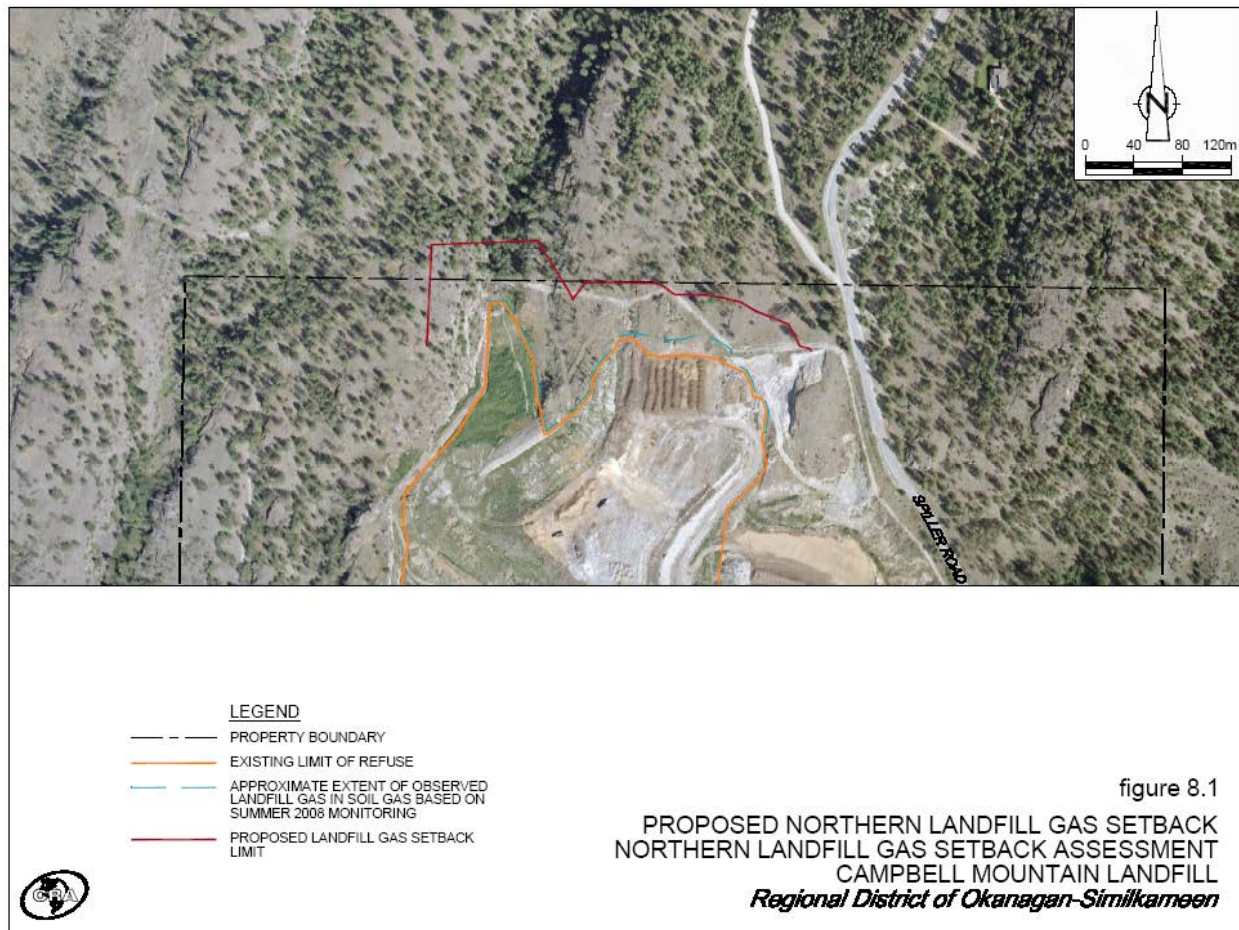 N
0 40 80 120m
SPILLER ROAD
LEGEND
PROPERTY BOUNDARY
EXISTING LIMIT OF REFUSE
APPROXIMATE EXTENT OF OBSERVED
LANDFILL GAS IN SOIL GAS BASED ON
SUMMER 2008 MONITORING
PROPOSED LANDFILL GAS SETBACK
LIMIT
figure 8.1
PROPOSED NORTHERN LANDFILL GAS SETBACK
NORTHERN LANDFILL GAS SETBACK ASSESSMENT
CAMPBELL MOUNTAIN LANDFILL
Regional District of Okanagan-Similkameen
CRA